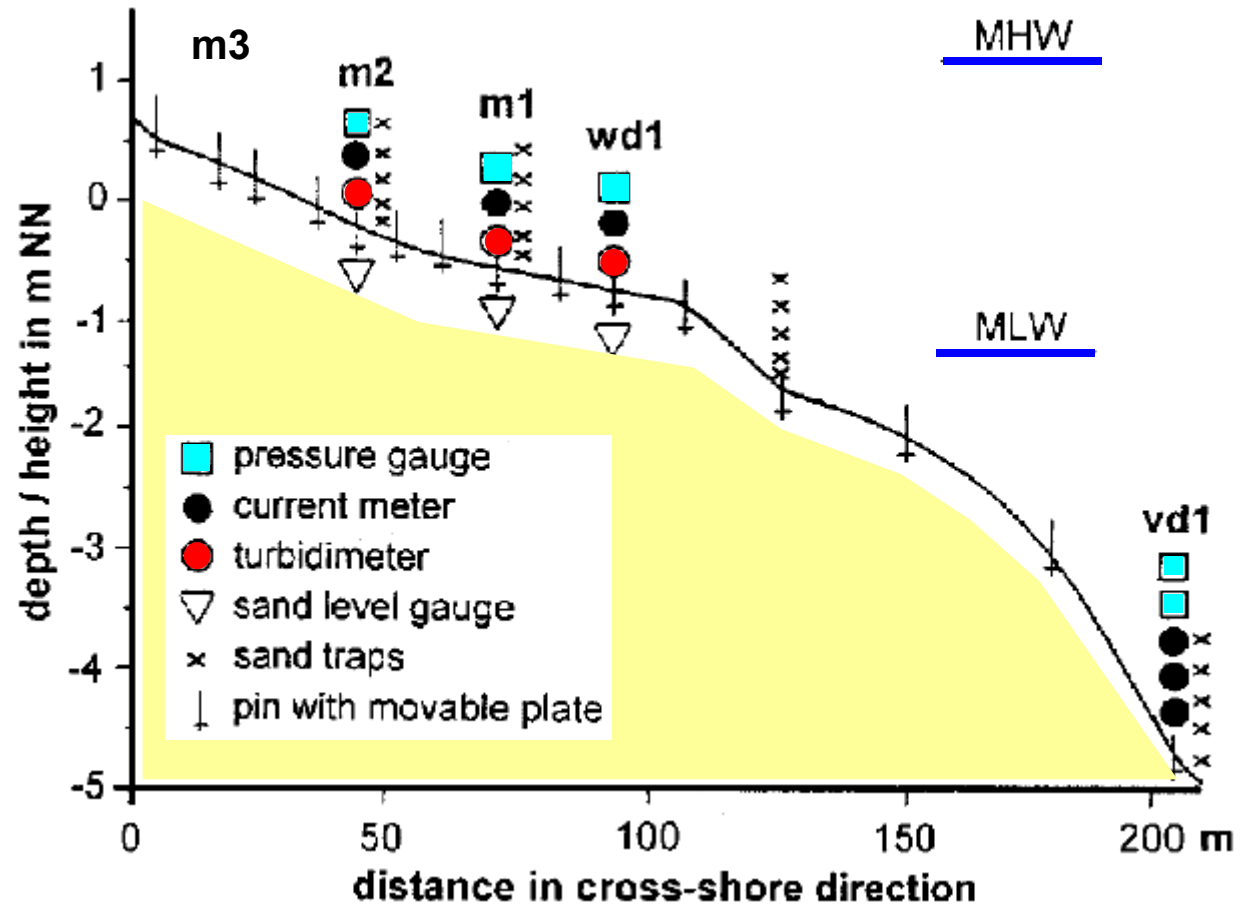 m3
MHW
m2
m1
wd1
MLW
vd1
depth / height in m NN
1
0
-1
-2
-3
-4
-5
pressure gauge
current meter
turbidimeter
sand level gauge
sand traps
pin with movable plate
0 50 100 150 200 m
distance in cross-shore direction